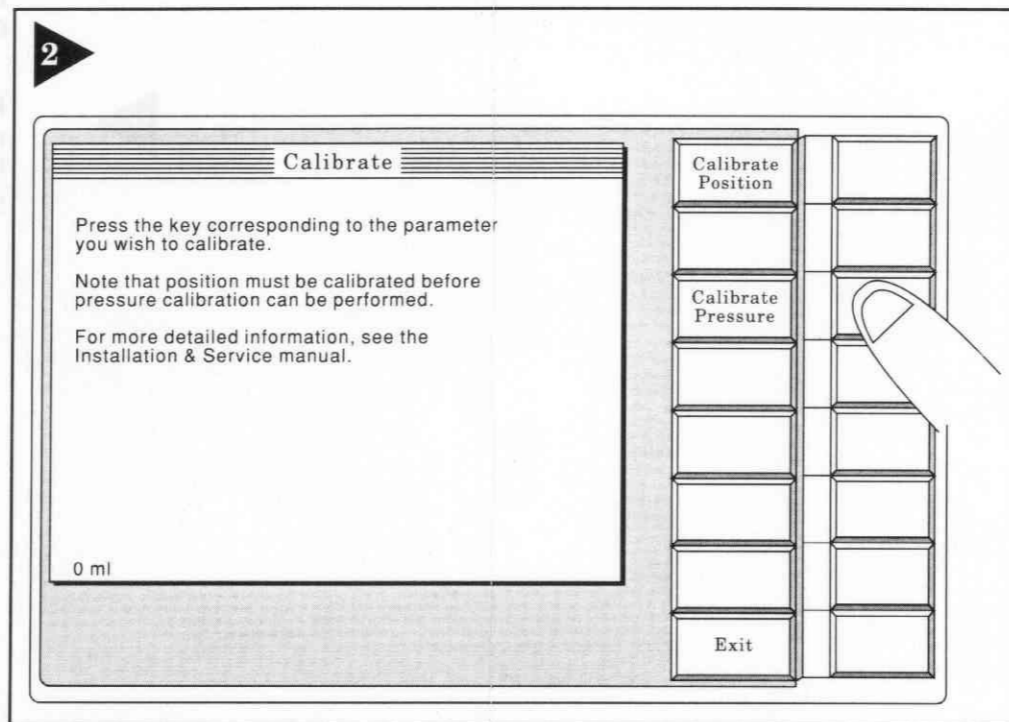 2
Calibrate
Press the key corresponding to the parameter
you wish to calibrate.
Note that position must be calibrated before
pressure calibration can be performed.
For more detailed information, see the
Installation & Service manual.
0 ml
Calibrate
Position
Calibrate
Pressure
Exit